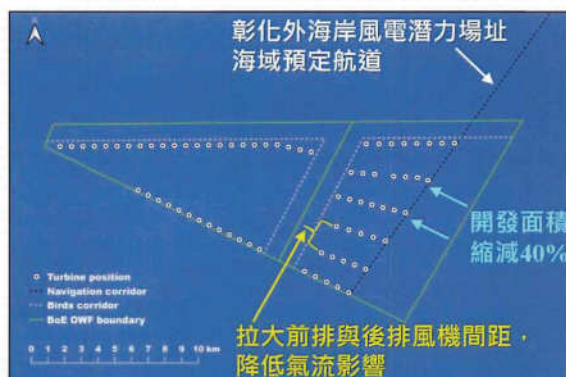 彰化外海岸風電潛力場址
海域預定航道
開發面積
縮減40%
Turbine position
Navigation corridor
Birds corridor
BoE OWF boundary
0 1 2 3 4 5 6 7 8 9 10 km
拉大前排與後排風機間距，
降低氣流影響